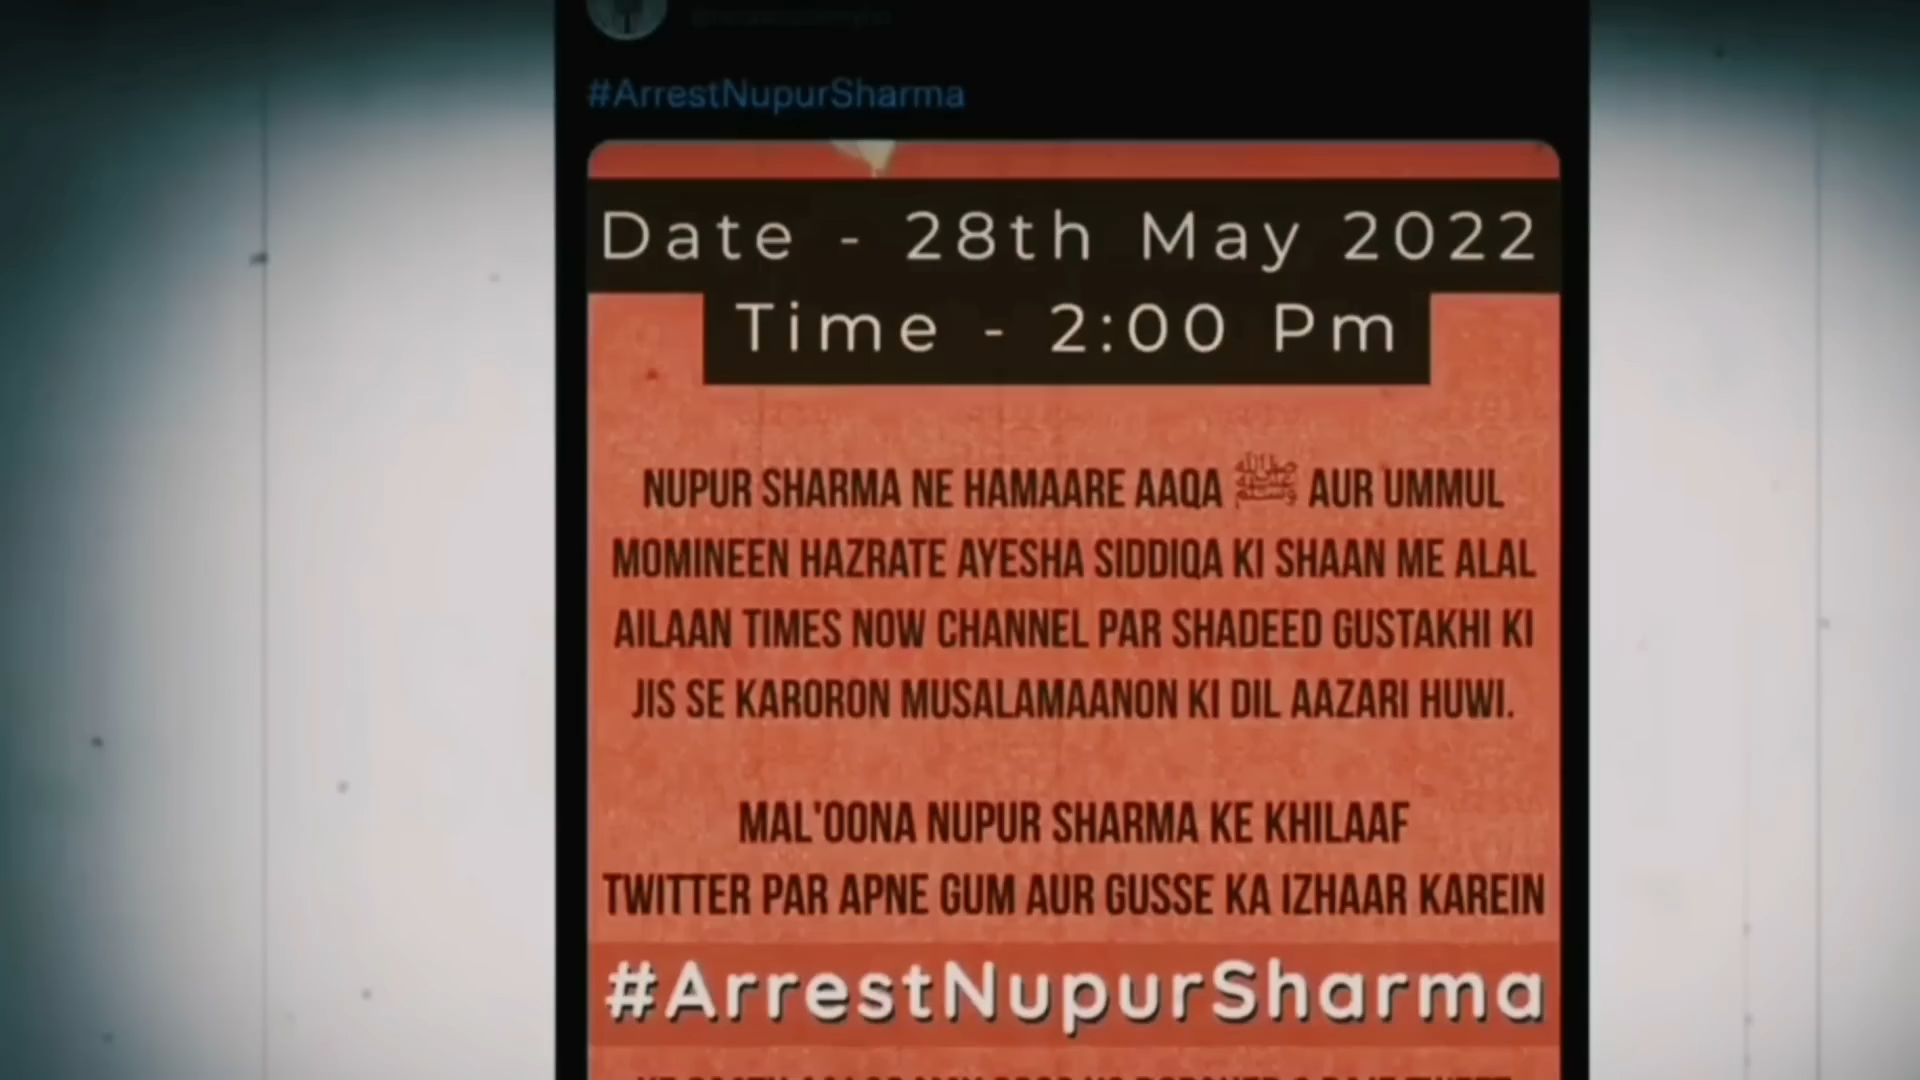 #ArrestNupurSharma
Date - 28th May 2022
Time - 2:00 Pm
NUPUR SHARMA NE HAMAARE AAQA ﷺ AUR UMMUL
MOMINEEN HAZRATE AYESHA SIDDIQA KI SHAAN ME ALAL
AILAAN TIMES NOW CHANNEL PAR SHADEED GUSTAKHI KI
JIS SE KARORON MUSALAMAANON KI DIL AAZARI HUWI.
MAL'OONA NUPUR SHARMA KE KHILAAF
TWITTER PAR APNE GUM AUR GUSSE KA IZHAAR KAREIN
#ArrestNupurSharma